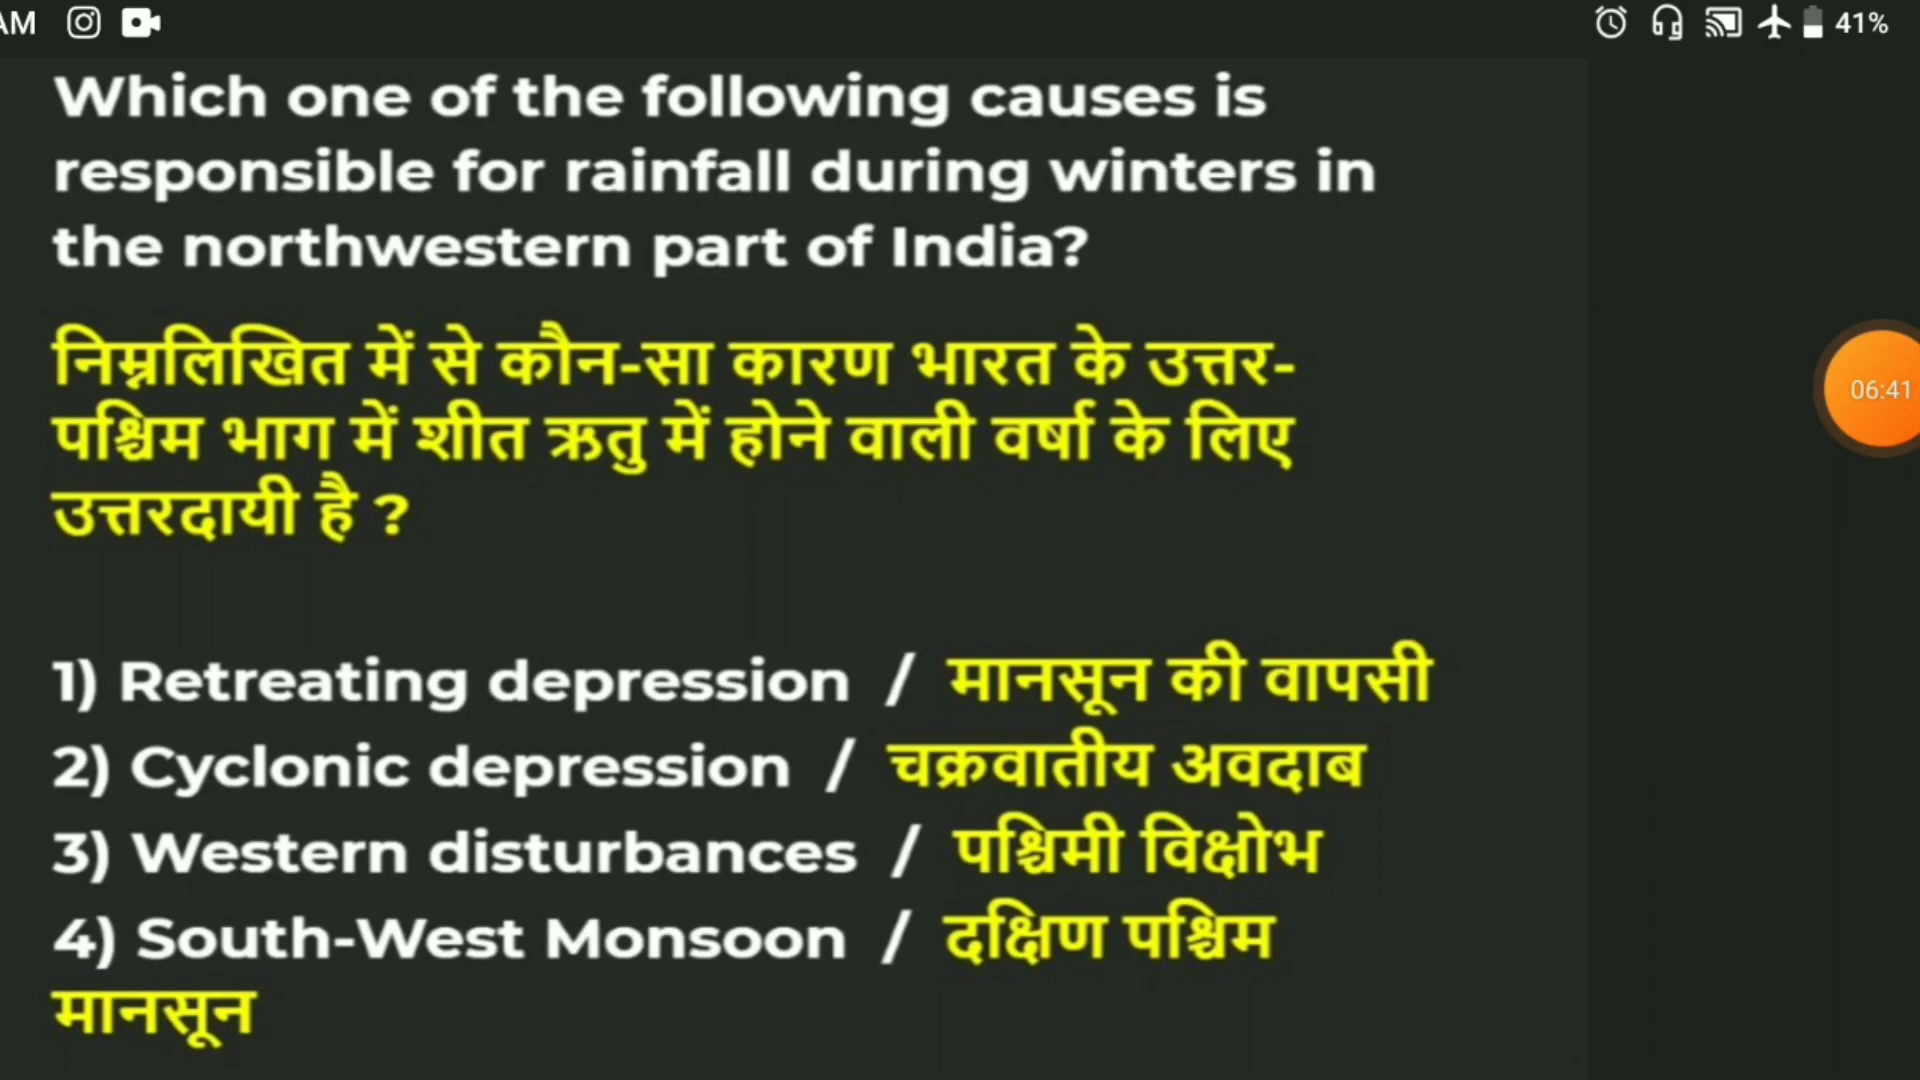 AM 41%
Which one of the following causes is
responsible for rainfall during winters in
the northwestern part of India?
निम्नलिखित में से कौन-सा कारण भारत के उत्तर-
पश्चिम भाग में शीत ऋतु में होने वाली वर्षा के लिए
उत्तरदायी है ?
06:41
1) Retreating depression / मानसून की वापसी
2) Cyclonic depression / चक्रवातीय अवदाब
3) Western disturbances / पश्चिमी विक्षोभ
4) South-West Monsoon / दक्षिण पश्चिम
मानसून